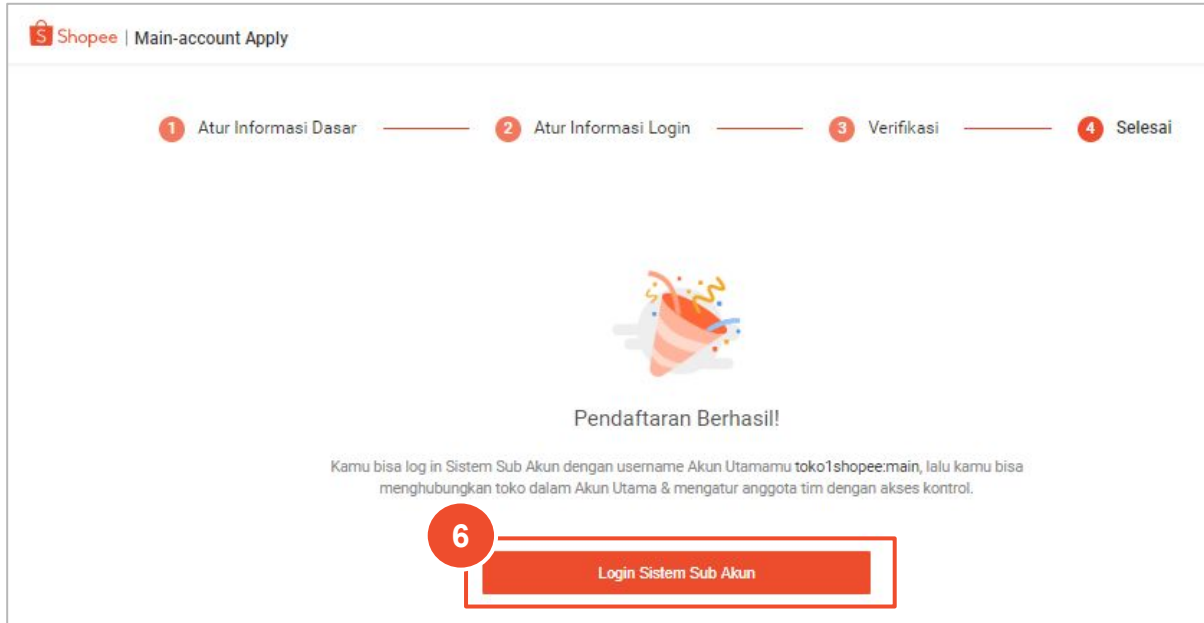 S Shopee | Main-account Apply
1 Atur Informasi Dasar 2 Atur Informasi Login 3 Verifikasi 4 Selesai
Pendaftaran Berhasil!
Kamu bisa log in Sistem Sub Akun dengan username Akun Utamamu toko1shopee:main, lalu kamu bisa
menghubungkan toko dalam Akun Utama & mengatur anggota tim dengan akses kontrol.
6
Login Sistem Sub Akun